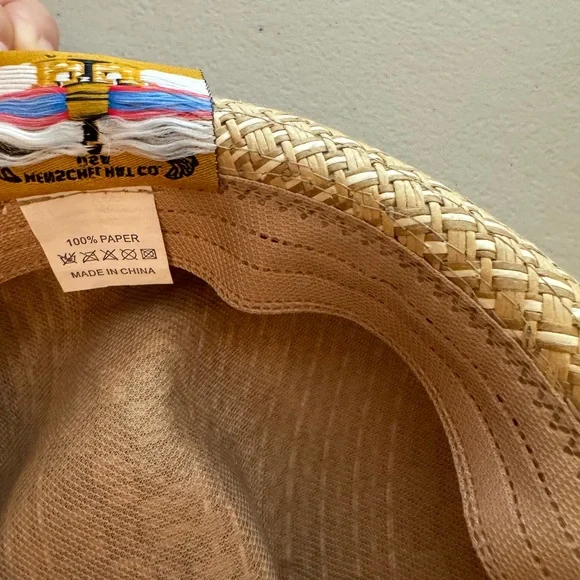 USA
HENSCHEL HAT CO.
100% PAPER
MADE IN CHINA